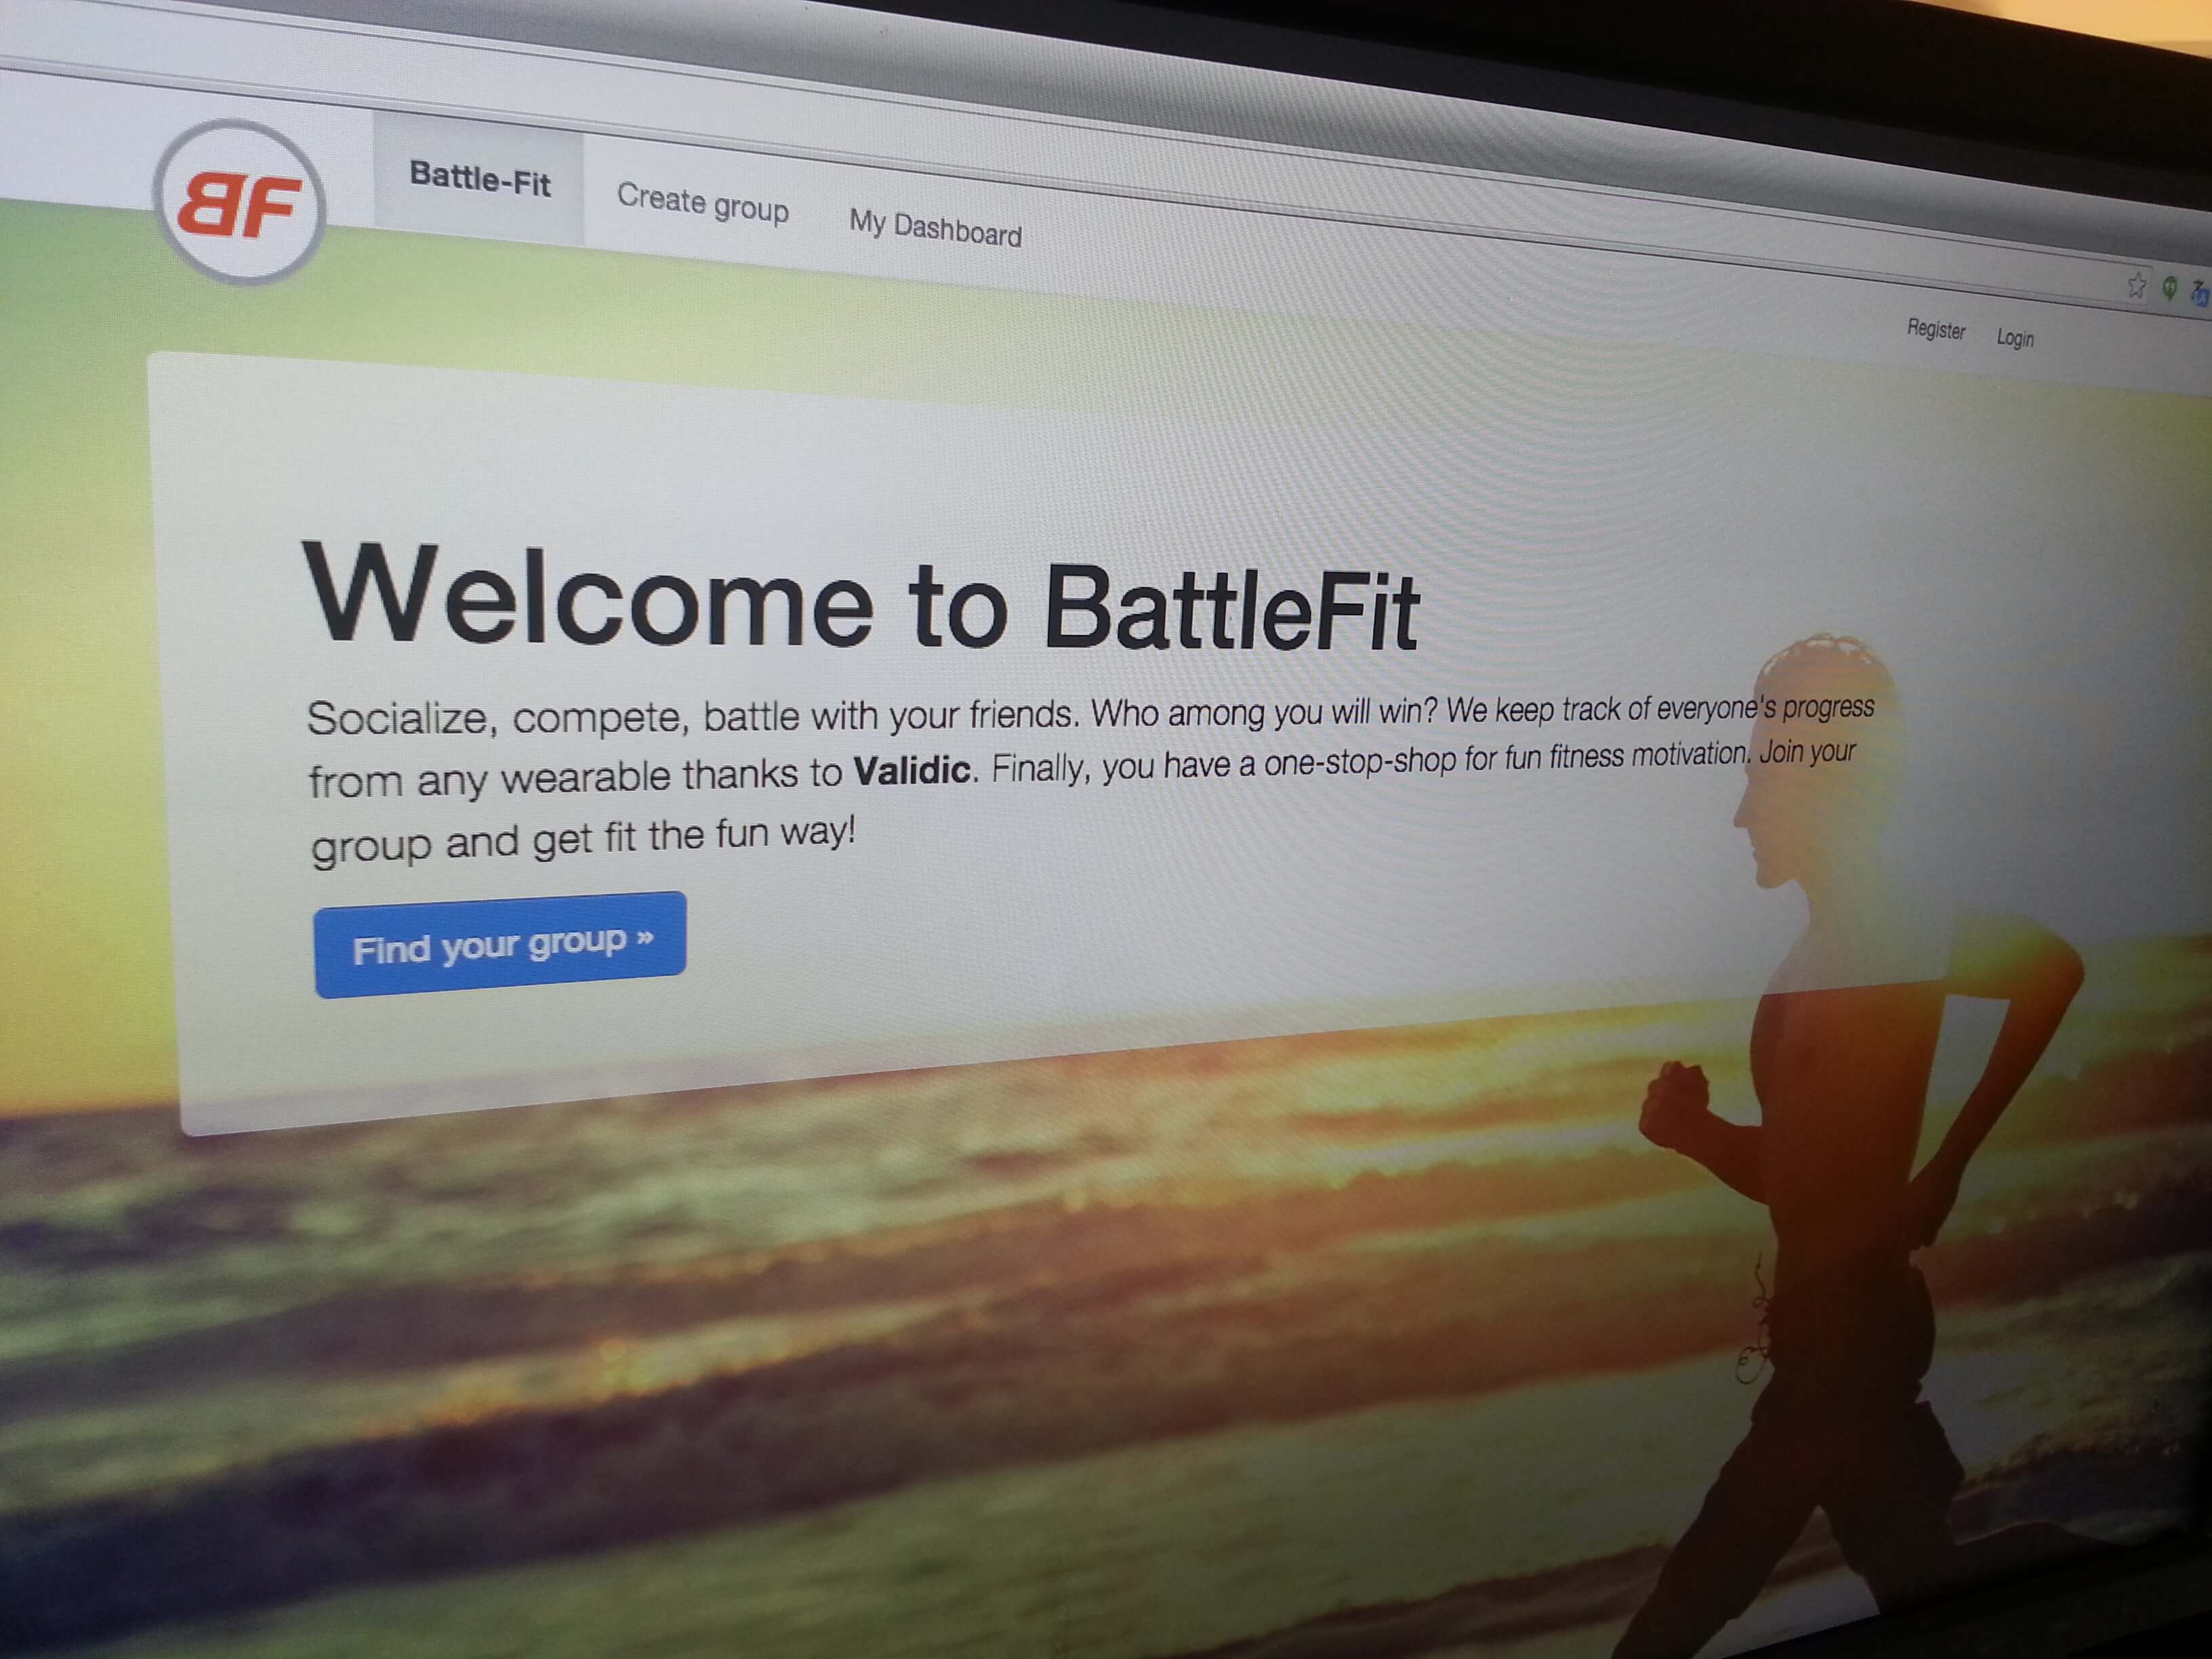 BF
Battle-Fit
Create group
My Dashboard
Register
Login
Welcome to BattleFit
Socialize, compete, battle with your friends. Who among you will win? We keep track of everyone's progress
from any wearable thanks to Validic. Finally, you have a one-stop-shop for fun fitness motivation. Join your
group and get fit the fun way!
Find your group »